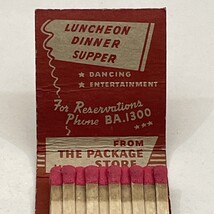 LUNCHEON
DINNER
SUPPER
★ DANCING
★ ENTERTAINMENT
For Reservations
Phone BA.1300
★★★
FROM
THE PACKAGE
STORE